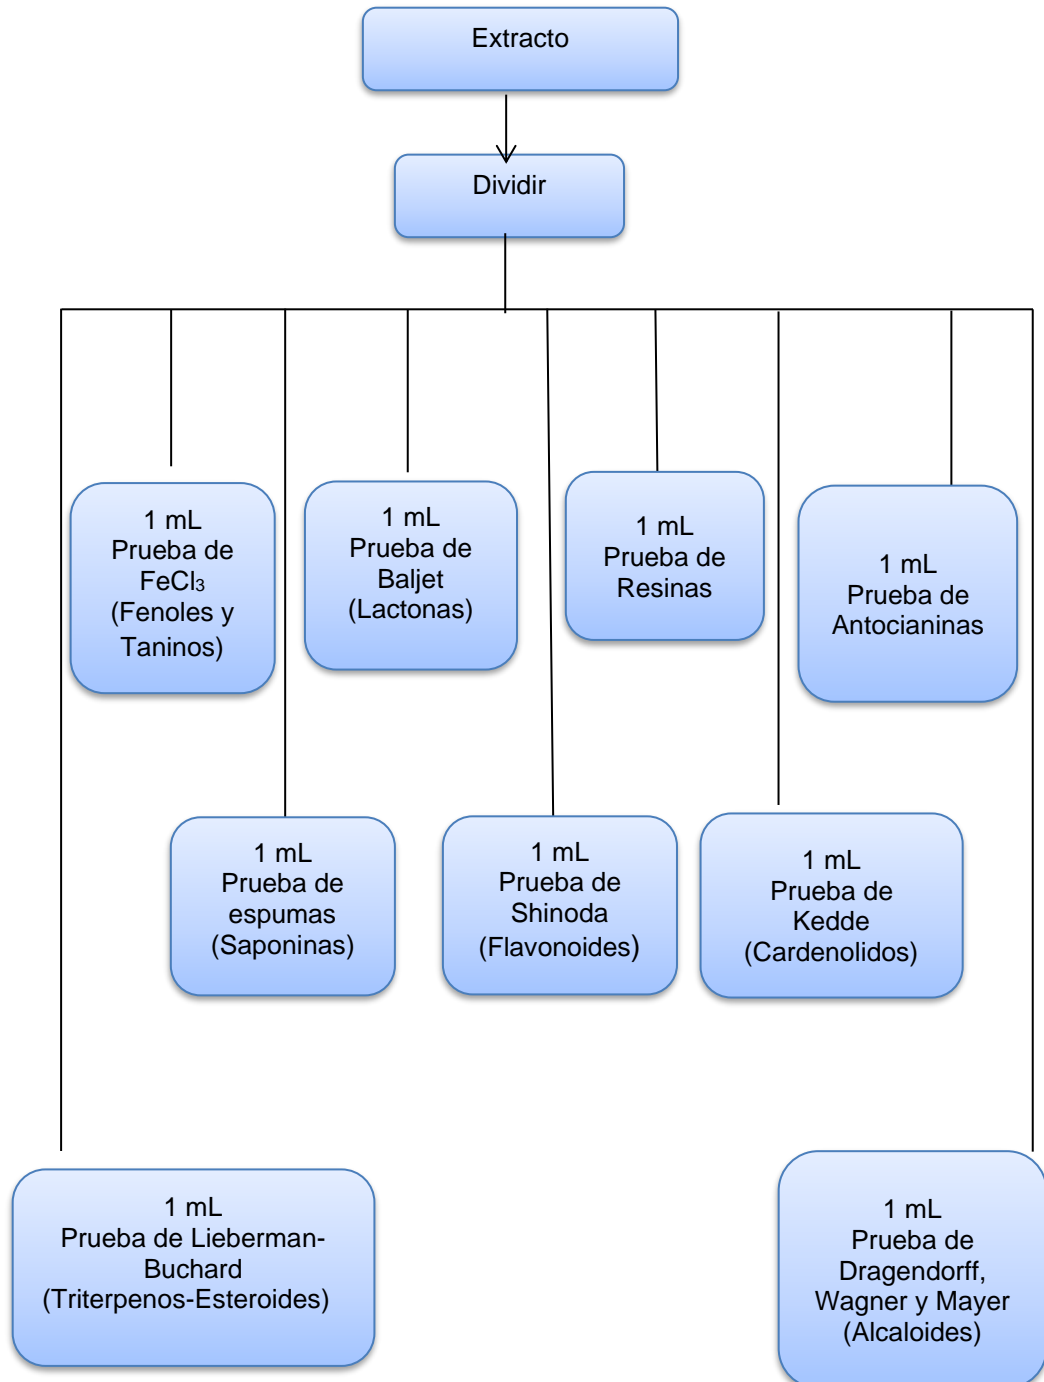 Extracto
Dividir
1 mL
Prueba de
FeCl₃
(Fenoles y
Taninos)
1 mL
Prueba de
Baljet
(Lactonas)
1 mL
Prueba de
Resinas
1 mL
Prueba de
Antocianinas
1 mL
Prueba de
espumas
(Saponinas)
1 mL
Prueba de
Shinoda
(Flavonoides)
1 mL
Prueba de
Kedde
(Cardenolidos)
1 mL
Prueba de Lieberman-
Buchard
(Triterpenos-Esteroides)
1 mL
Prueba de
Dragendorff,
Wagner y Mayer
(Alcaloides)